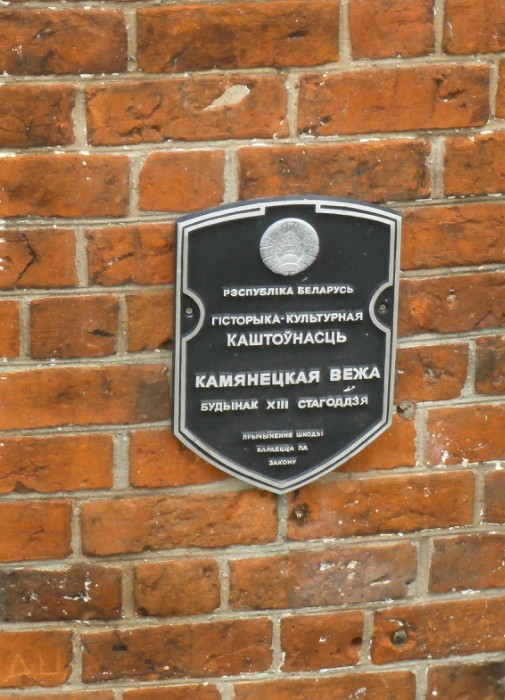 РЭСПУБЛІКА БЕЛАРУСЬ
ГІСТОРЫКА-КУЛЬТУРНАЯ
КАШТОЎНАСЦЬ
КАМЯНЕЦКАЯ ВЕЖА
БУДЫНАК XIII СТАГОДДЗЯ
ПРЫЧЫНЕННЕ ШКОДЫ
КАРАЕЦЦА ПА
ЗАКОНУ